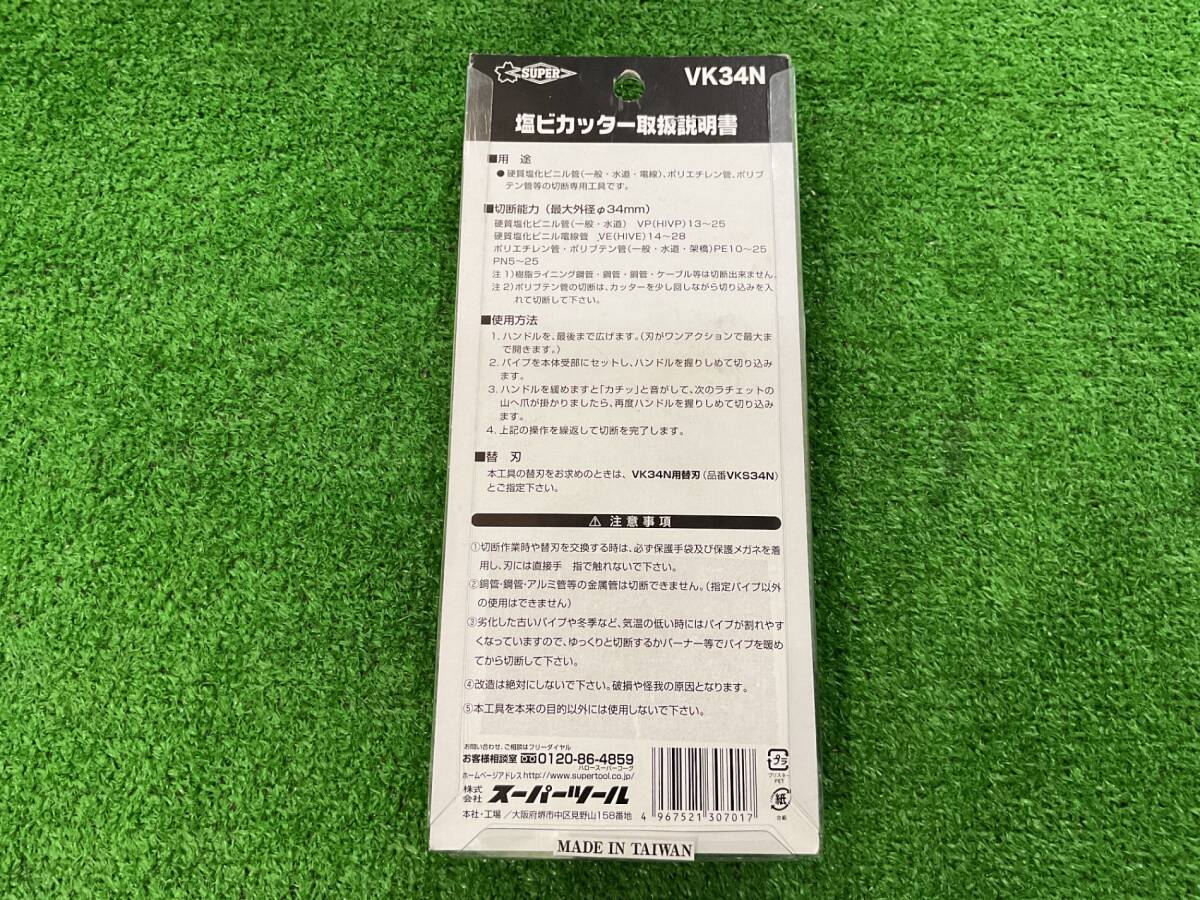 SUPER
VK34N
塩ビカッター取扱説明書
■用 途
●硬質塩化ビニル管(一般・水道・電線)、ポリエチレン管、ポリブ
テン管等の切断専用工具です。
■切断能力(最大外径φ34mm)
硬質塩化ビニル管(一般・水道) VP(HIVP)13〜25
硬質塩化ビニル電線管 VE(HIVE)14〜28
ポリエチレン管・ポリブテン管(一般・水道・架橋)PE10〜25
PN5〜25
注1)樹脂ライニング鋼管・鋼管・銅管・ケーブル等は切断出来ません。
注2)ポリブテン管の切断は、カッターを少し回しながら切り込みを入
れて切断して下さい。
■使用方法
1. ハンドルを、最後まで広げます。(刃がワンアクションで最大ま
で開きます。)
2. パイプを本体受部にセットし、ハンドルを握りしめて切り込み
ます。
3. ハンドルを緩めますと「カチッ」と音がして、次のラチェットの
山へ爪が掛かりましたら、再度ハンドルを握りしめて切り込み
ます。
4. 上記の操作を繰返して切断を完了します。
■替 刃
本工具の替刃をお求めのときは、VK34N用替刃(品番VKS34N)
とご指定下さい。
⚠ 注意事項
①切断作業時や替刃を交換する時は、必ず保護手袋及び保護メガネを着
用し、刃には直接手 指で触れないで下さい。
②銅管・鋼管・アルミ管等の金属管は切断できません。(指定パイプ以外
の使用はできません)
③劣化した古いパイプや冬季など、気温の低い時にはパイプが割れやす
くなっていますので、ゆっくりと切断するかバーナー等でパイプを暖め
てから切断して下さい。
④改造は絶対にしないで下さい。破損や怪我の原因となります。
⑤本工具を本来の目的以外には使用しないで下さい。
お問い合わせ、ご相談はフリーダイヤル
お客様相談室 0120-86-4859
ハロースーパーコーグ
ホームページアドレス http://www.supertool.co.jp/
株式会社 スーパーツール
本社・工場 /大阪府堺市中区見野山158番地
4 967521 307017
プラ
ブリスター
PET
紙
台紙
MADE IN TAIWAN